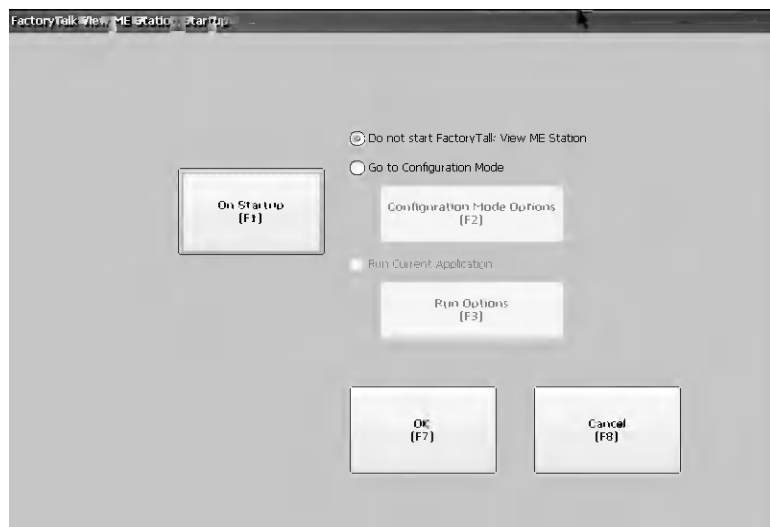 FactoryTalk View ME Station Startup
Do not start FactoryTalk View ME Station
Go to Configuration Mode
On Startup
[F1]
Configuration Mode Options
[F2]
Run Current Application
Run Options
[F3]
OK
[F7]
Cancel
[F8]